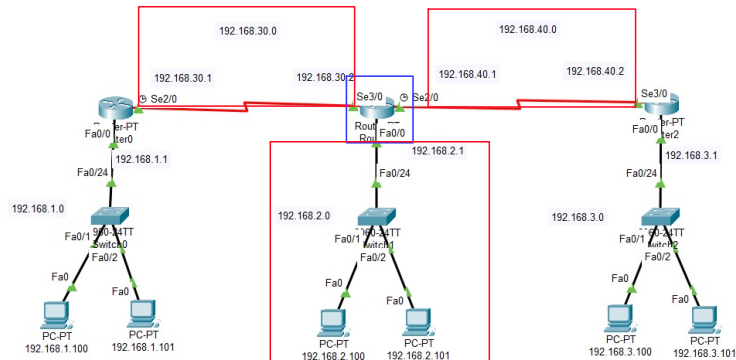 192.168.30.0
192.168.40.0
192.168.30.1
192.168.30.2
192.168.40.1
192.168.40.2
Se2/0
Se3/0
Se2/0
Se3/0
er-PT
Rout
er-PT
Fa0/0
Fa0/0
Fa0/0
192.168.1.1
192.168.2.1
192.168.3.1
Fa0/24
Fa0/24
Fa0/24
192.168.1.0
192.168.2.0
192.168.3.0
Fa0/1
Fa0/2
Fa0/1
Fa0/2
Fa0/1
Fa0/2
Fa0
Fa0
Fa0
Fa0
Fa0
Fa0
PC-PT
192.168.1.100
PC-PT
192.168.1.101
PC-PT
192.168.2.100
PC-PT
192.168.2.101
PC-PT
192.168.3.100
PC-PT
192.168.3.101